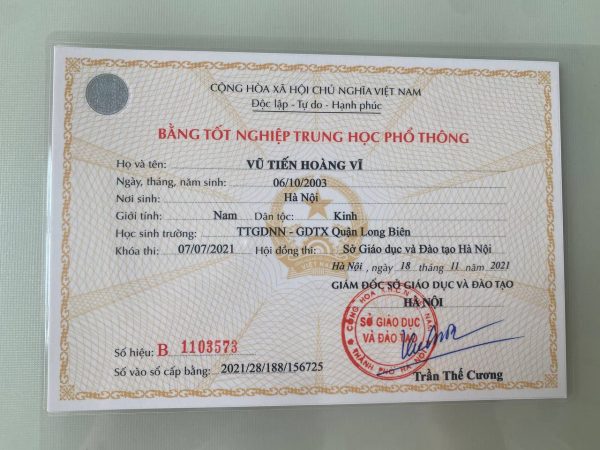 CỘNG HÒA XÃ HỘI CHỦ NGHĨA VIỆT NAM
Độc lập - Tự do - Hạnh phúc
BẰNG TỐT NGHIỆP TRUNG HỌC PHỔ THÔNG
Họ và tên: VŨ TIẾN HOÀNG VĨ
Ngày, tháng, năm sinh: 06/10/2003
Nơi sinh: Hà Nội
Giới tính: Nam Dân tộc: Kinh
Học sinh trường: TTGDNN - GDTX Quận Long Biên
Khóa thi: 07/07/2021 Hội đồng thi: Sở Giáo dục và Đào tạo Hà Nội
Hà Nội, ngày 18 tháng 11 năm 2021
GIÁM ĐỐC SỞ GIÁO DỤC VÀ ĐÀO TẠO
HÀ NỘI
SỞ GIÁO DỤC
VÀ ĐÀO TẠO
THÀNH PHỐ HÀ NỘI
Số hiệu: B 1103573
Số vào sổ cấp bằng: 2021/28/188/156725
Trần Thế Cương